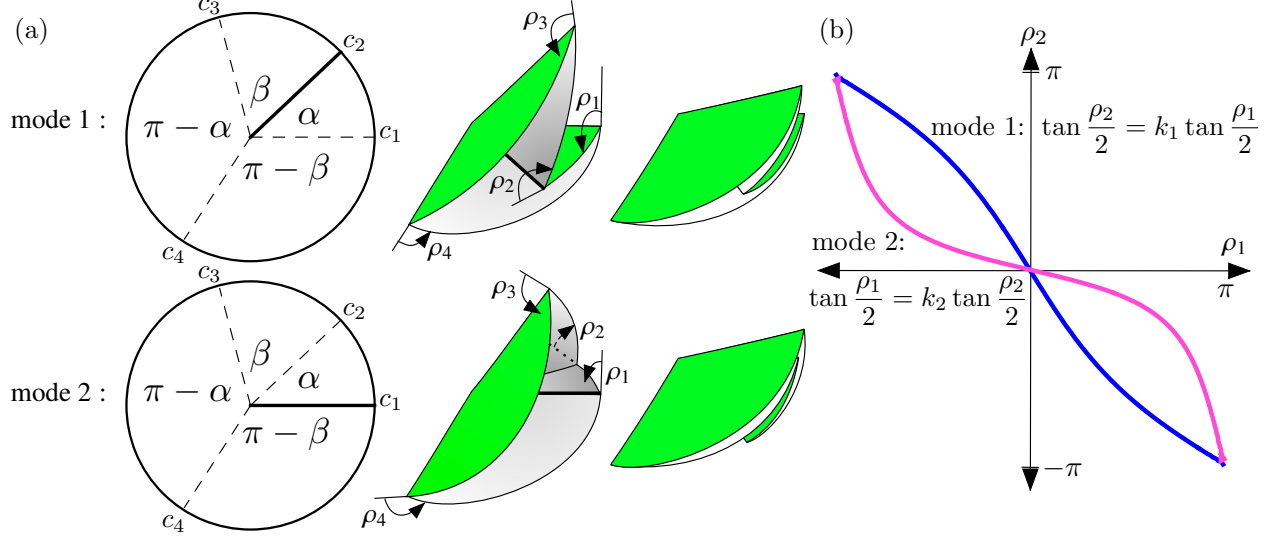 (a)
mode 1 :
c₃
c₂
β
π − α
α
c₁
π − β
c₄
ρ₃
ρ₁
ρ₂
ρ₄
mode 2 :
c₃
c₂
β
π − α
α
c₁
π − β
c₄
ρ₃
ρ₂
ρ₁
ρ₄
(b)
ρ₂
π
mode 1: tan ρ₂/2 = k₁ tan ρ₁/2
mode 2:
ρ₁
π
tan ρ₁/2 = k₂ tan ρ₂/2
−π